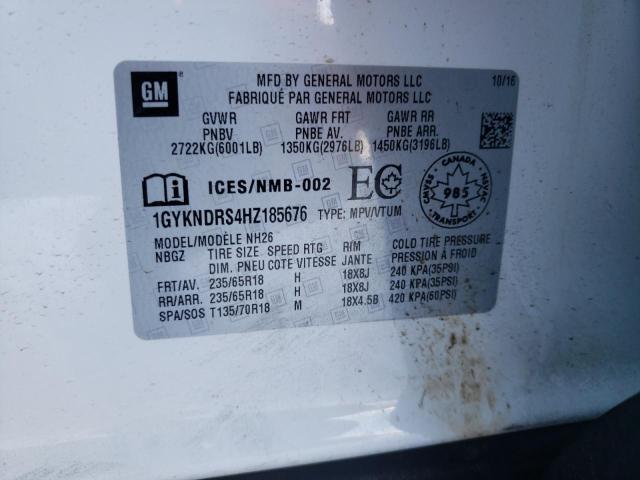 GM
MFD BY GENERAL MOTORS LLC 10/16
FABRIQUÉ PAR GENERAL MOTORS LLC
GVWR GAWR FRT GAWR RR
PNBV PNBE AV. PNBE ARR.
2722KG(6001LB) 1350KG(2976LB) 1450KG(3196LB)
ICES/NMB-002 EC
CANADA CMVSS 985 NSVAC
1GYKNDRS4HZ185676 TYPE: MPV/VTUM
MODEL/MODÈLE NH26
NBGZ TIRE SIZE SPEED RTG RIM COLD TIRE PRESSURE
DIM. PNEU COTE VITESSE JANTE PRESSION À FROID
FRT/AV. 235/65R18 H 18X8J 240 KPA(35PSI)
RR/ARR. 235/65R18 H 18X8J 240 KPA(35PSI)
SPA/SOS T135/70R18 M 18X4.5B 420 KPA(60PSI)